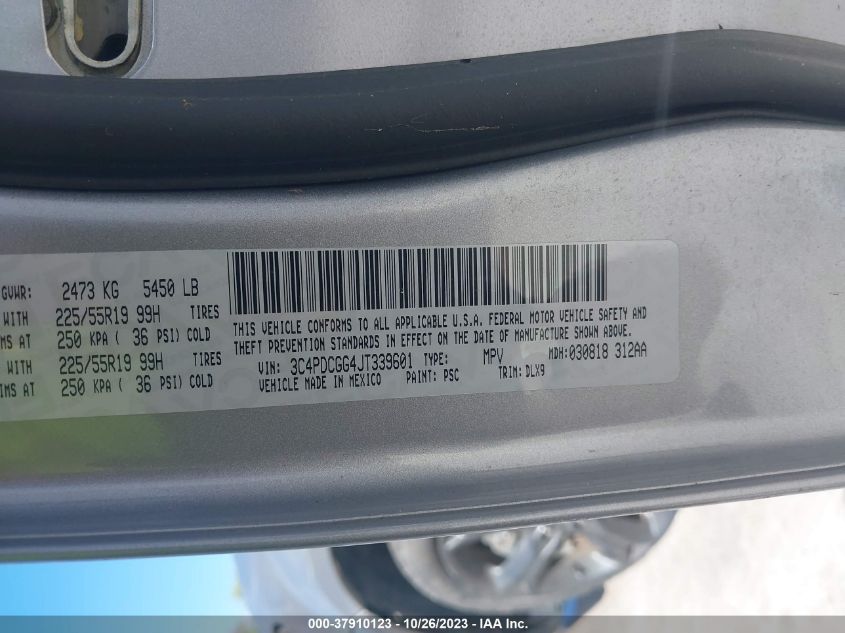 GVWR: 2473 KG 5450 LB
WITH 225/55R19 99H TIRES
IMS AT 250 KPA ( 36 PSI) COLD
WITH 225/55R19 99H TIRES
IMS AT 250 KPA ( 36 PSI) COLD
THIS VEHICLE CONFORMS TO ALL APPLICABLE U.S.A. FEDERAL MOTOR VEHICLE SAFETY AND
THEFT PREVENTION STANDARDS IN EFFECT ON THE DATE OF MANUFACTURE SHOWN ABOVE.
VIN: 3C4PDCGG4JT339601 TYPE: MPV MDH:030818 312AA
VEHICLE MADE IN MEXICO PAINT: PSC TRIM: DLX9
000-37910123 - 10/26/2023 - IAAI Inc.